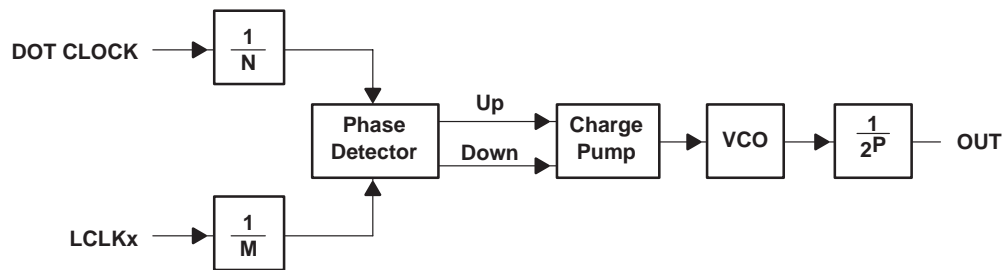 DOT CLOCK
1
N
Phase
Detector
Up
Down
Charge
Pump
VCO
1
2P
OUT
LCLKx
1
M